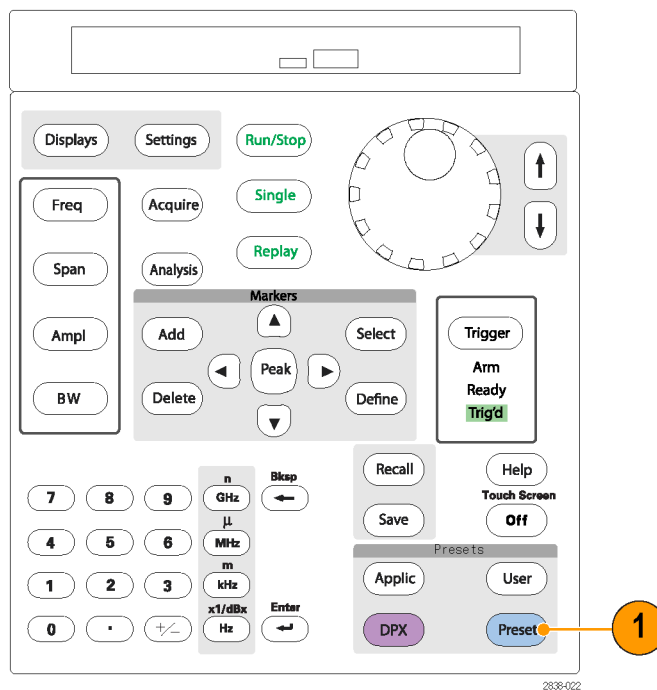 Displays Settings Run/Stop
Freq Acquire Single
Span Analysis Replay
Markers
Ampl Add Select Trigger
Peak Arm
BW Delete Define Ready
Trig'd
Recall Help
n Bksp
7 8 9 GHz Touch Screen
µ Save Off
4 5 6 MHz
Presets
m
1 2 3 kHz Applic User
x1/dBx Enter
0 . +/− Hz DPX Preset 1
2838-022